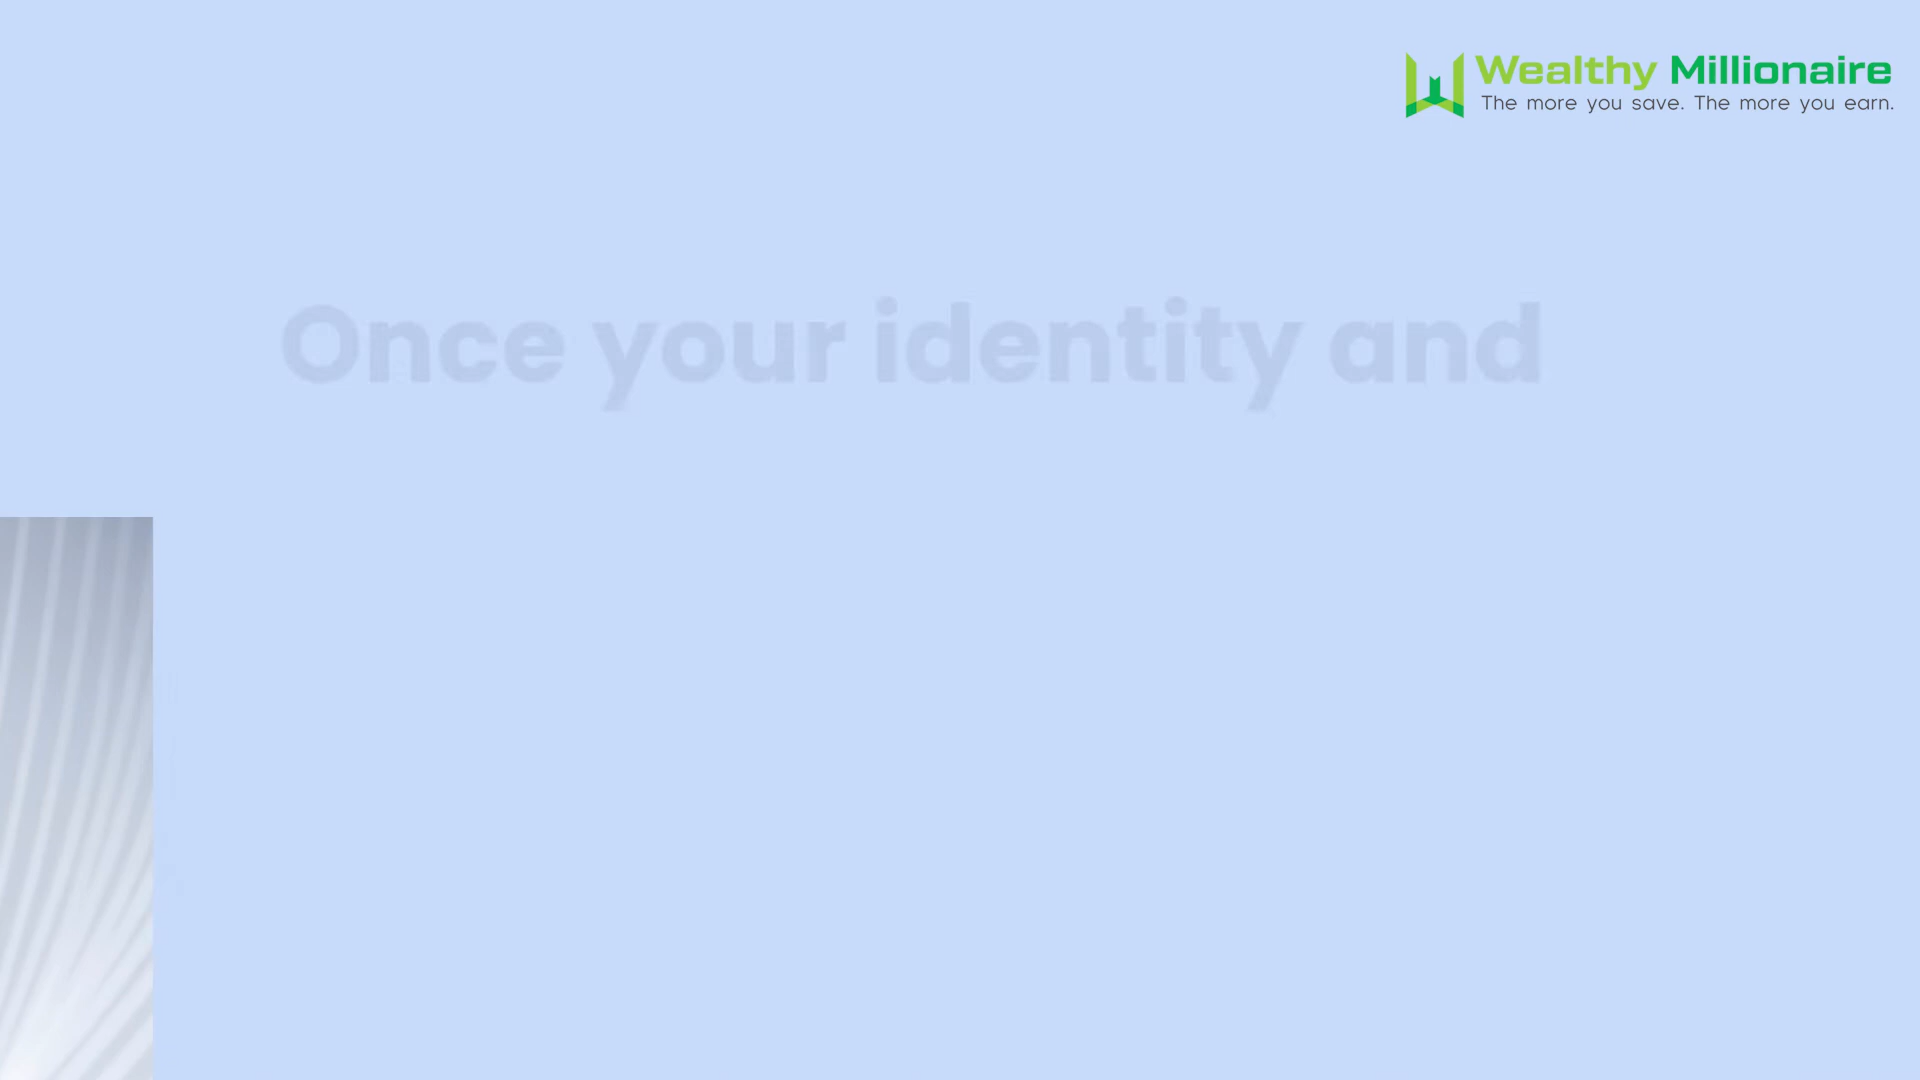 Wealthy Millionaire
The more you save. The more you earn.
Once your identity and